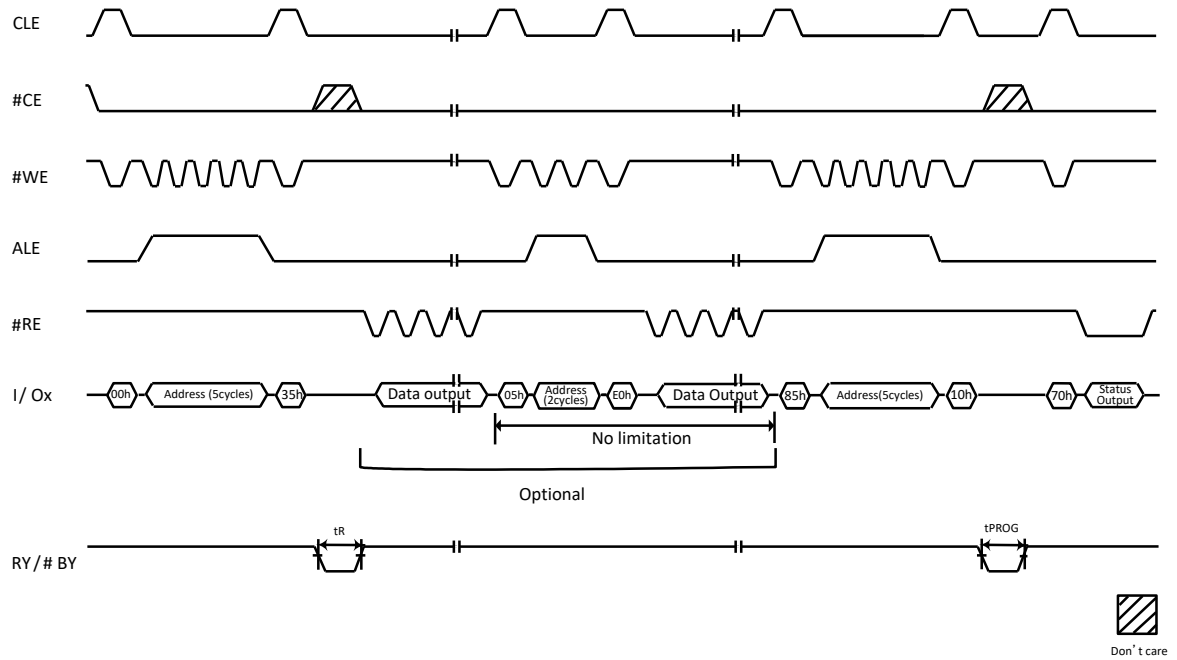 CLE
#CE
#WE
ALE
#RE
I/Ox
00h
Address (5cycles)
35h
Data output
05h
Address
(2cycles)
E0h
Data Output
85h
Address(5cycles)
10h
70h
Status
Output
No limitation
Optional
RY/# BY
tR
tPROG
Don't care